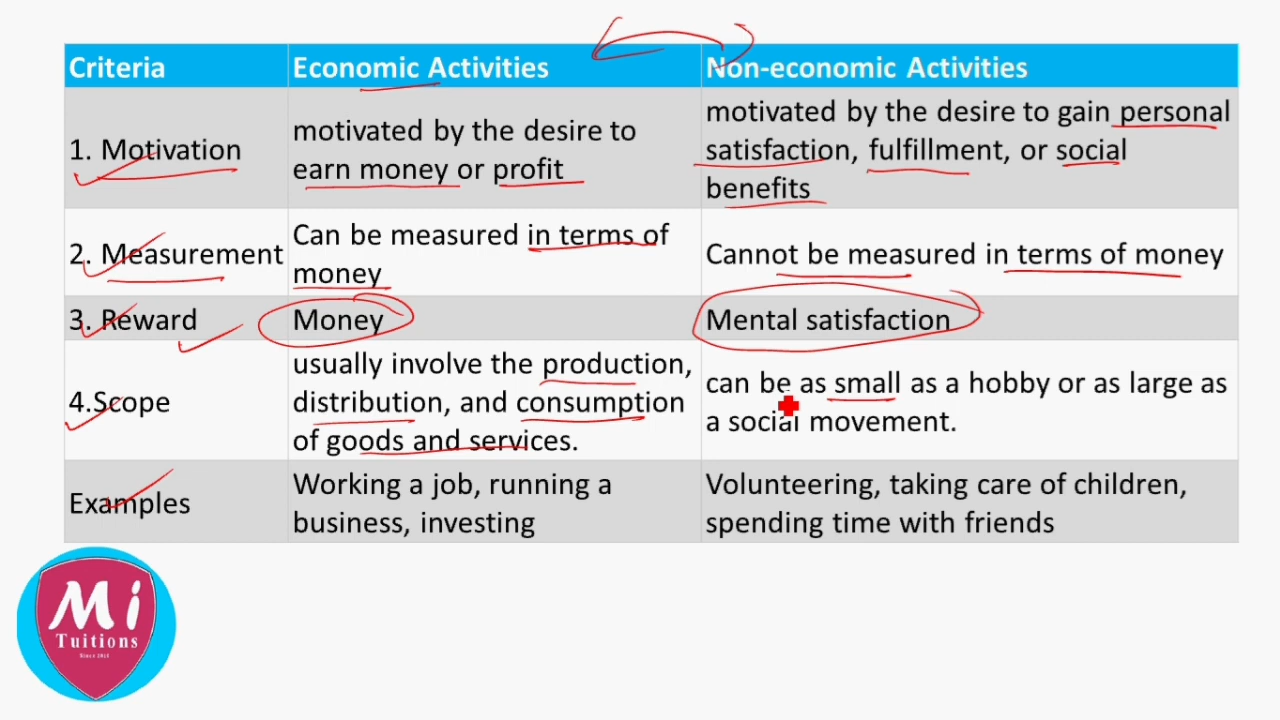 Criteria
Economic Activities
Non-economic Activities
1. Motivation
motivated by the desire to
earn money or profit
motivated by the desire to gain personal
satisfaction, fulfillment, or social
benefits
2. Measurement
Can be measured in terms of
money
Cannot be measured in terms of money
3. Reward
Money
Mental satisfaction
4.Scope
usually involve the production,
distribution, and consumption
of goods and services.
can be as small as a hobby or as large as
a social movement.
Examples
Working a job, running a
business, investing
Volunteering, taking care of children,
spending time with friends
Mi
Tuitions
Since 2014